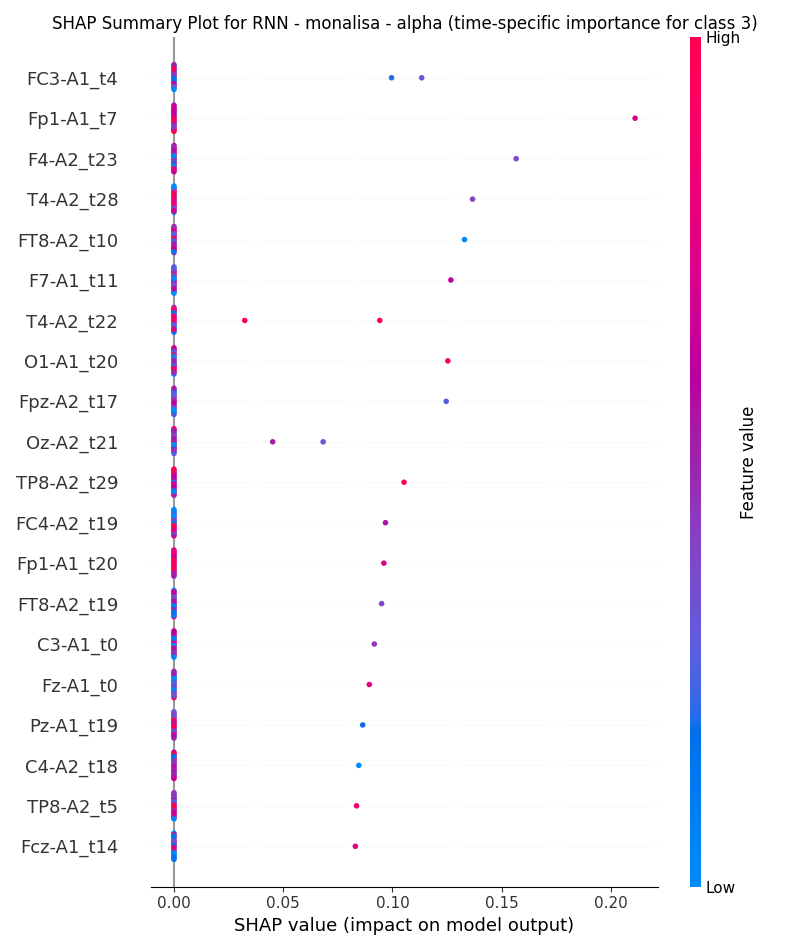 SHAP Summary Plot for RNN - monalisa - alpha (time-specific importance for class 3)
High
FC3-A1_t4
Fp1-A1_t7
F4-A2_t23
T4-A2_t28
FT8-A2_t10
F7-A1_t11
T4-A2_t22
O1-A1_t20
Fpz-A2_t17
Oz-A2_t21
TP8-A2_t29
FC4-A2_t19
Fp1-A1_t20
FT8-A2_t19
C3-A1_t0
Fz-A1_t0
Pz-A1_t19
C4-A2_t18
TP8-A2_t5
Fcz-A1_t14
Feature value
Low
0.00 0.05 0.10 0.15 0.20
SHAP value (impact on model output)